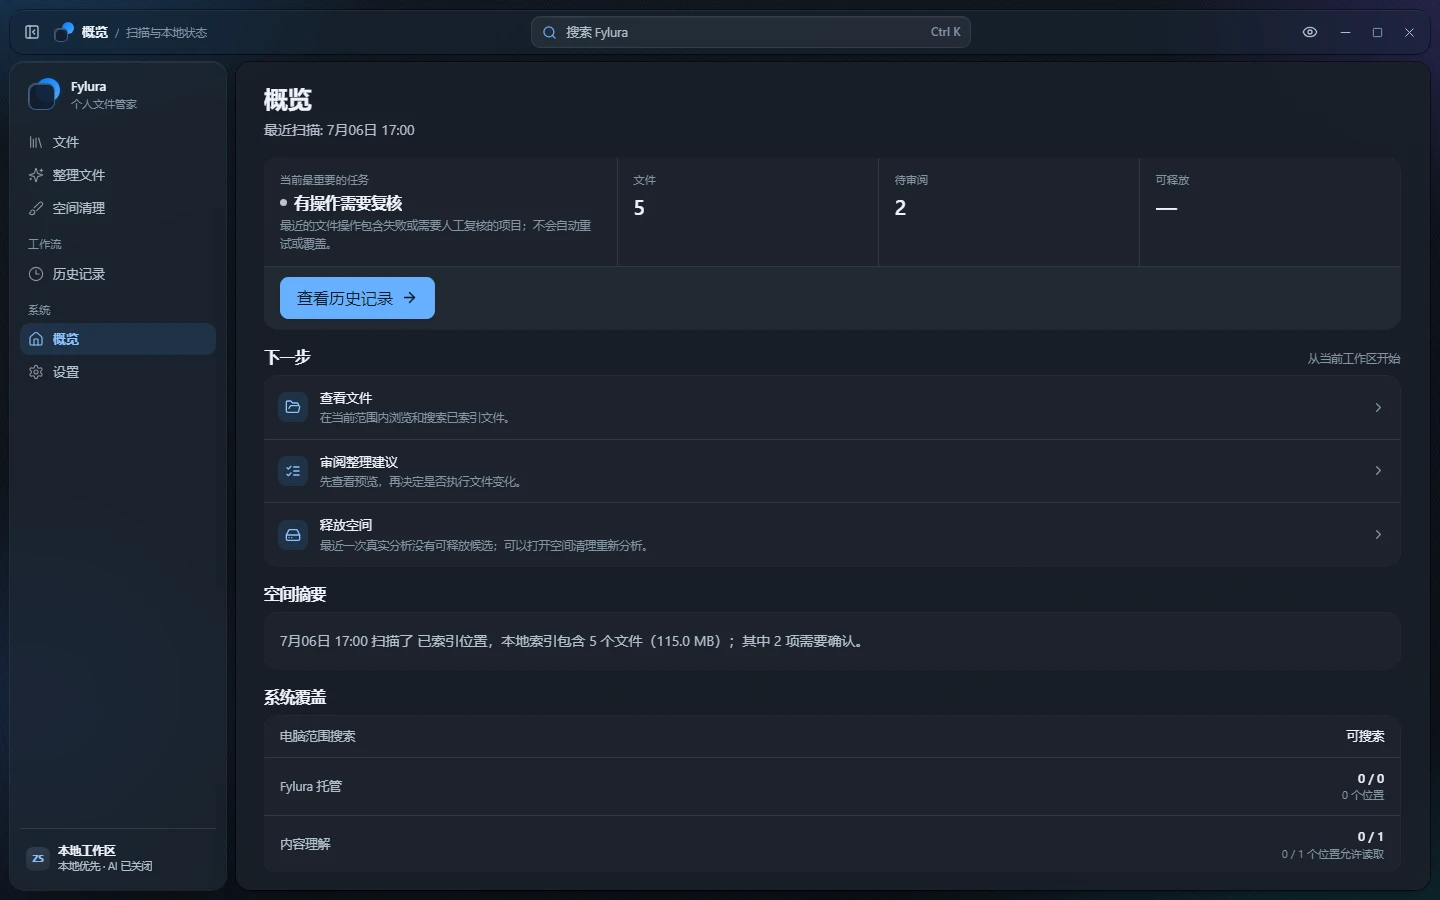 概览 / 扫描与本地状态
搜索 Fylura
Ctrl K
Fylura
个人文件管家
文件
整理文件
空间清理
工作流
历史记录
系统
概览
设置
ZS
本地工作区
本地优先 · AI 已关闭
概览
最近扫描: 7月06日 17:00
当前最重要的任务
有操作需要复核
最近的文件操作包含失败或需要人工复核的项目；不会自动重
试或覆盖。
文件
5
待审阅
2
可释放
—
查看历史记录 →
下一步
从当前工作区开始
查看文件
在当前范围内浏览和搜索已索引文件。
审阅整理建议
先查看预览，再决定是否执行文件变化。
释放空间
最近一次真实分析没有可释放候选；可以打开空间清理重新分析。
空间摘要
7月06日 17:00 扫描了 已索引位置，本地索引包含 5 个文件（115.0 MB）；其中 2 项需要确认。
系统覆盖
电脑范围搜索
可搜索
Fylura 托管
0 / 0
0 个位置
内容理解
0 / 1
0 / 1 个位置允许读取